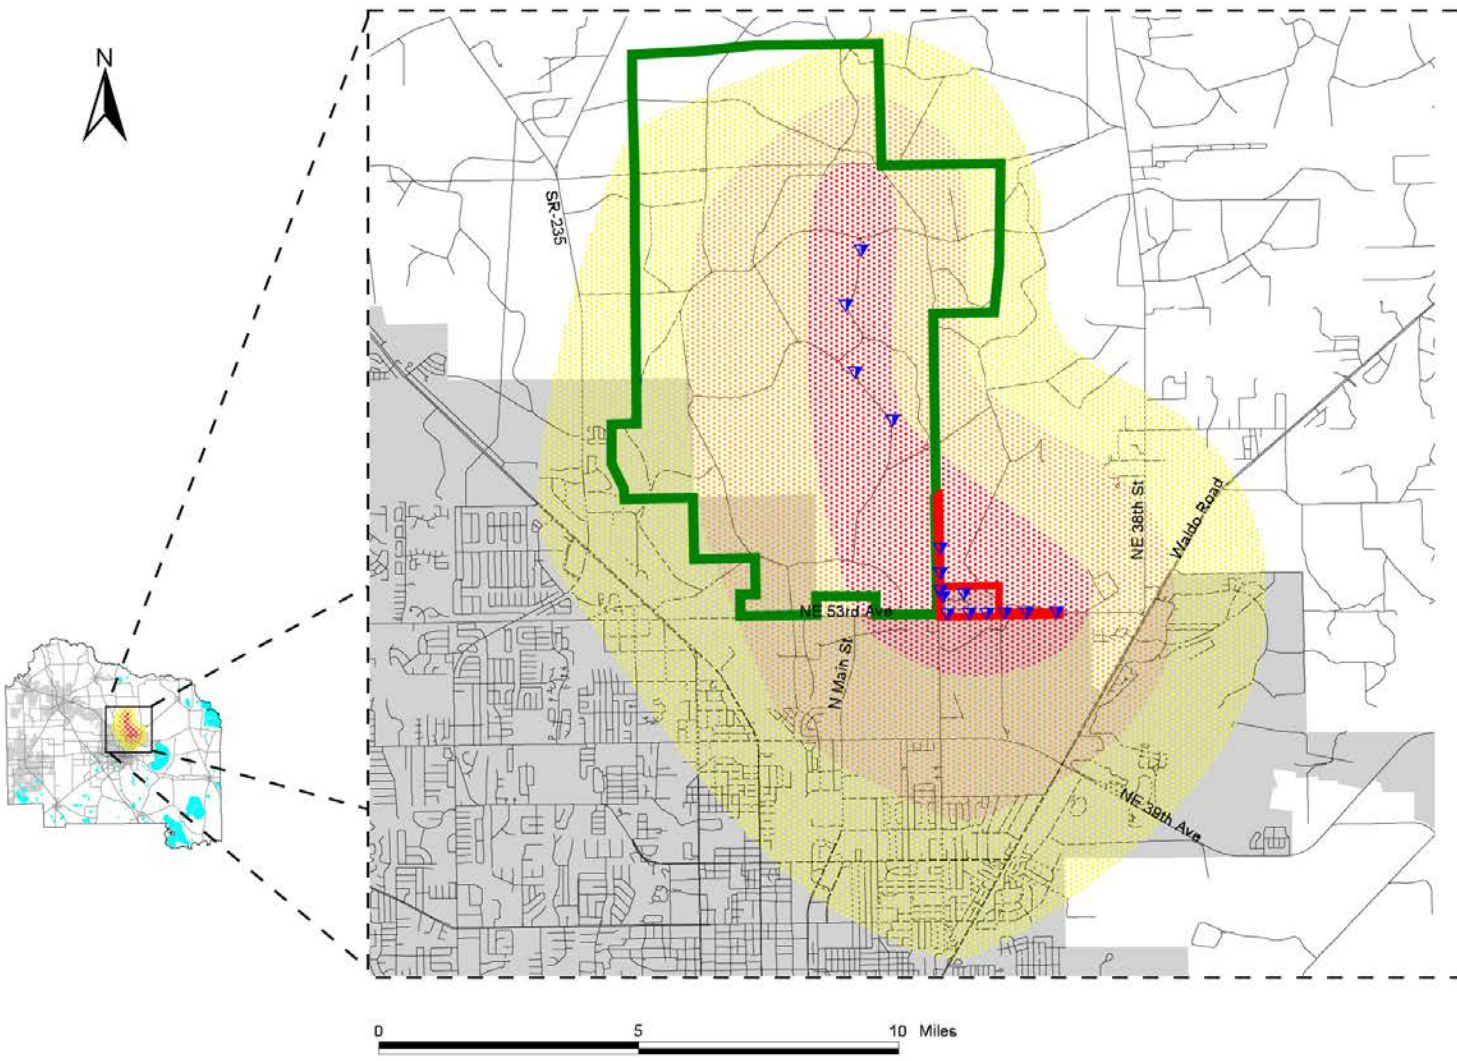 N
SR-235
NE 38th St
Waldo Road
NE 53rd Ave
N Main St
NE 39th Ave
0 5 10 Miles